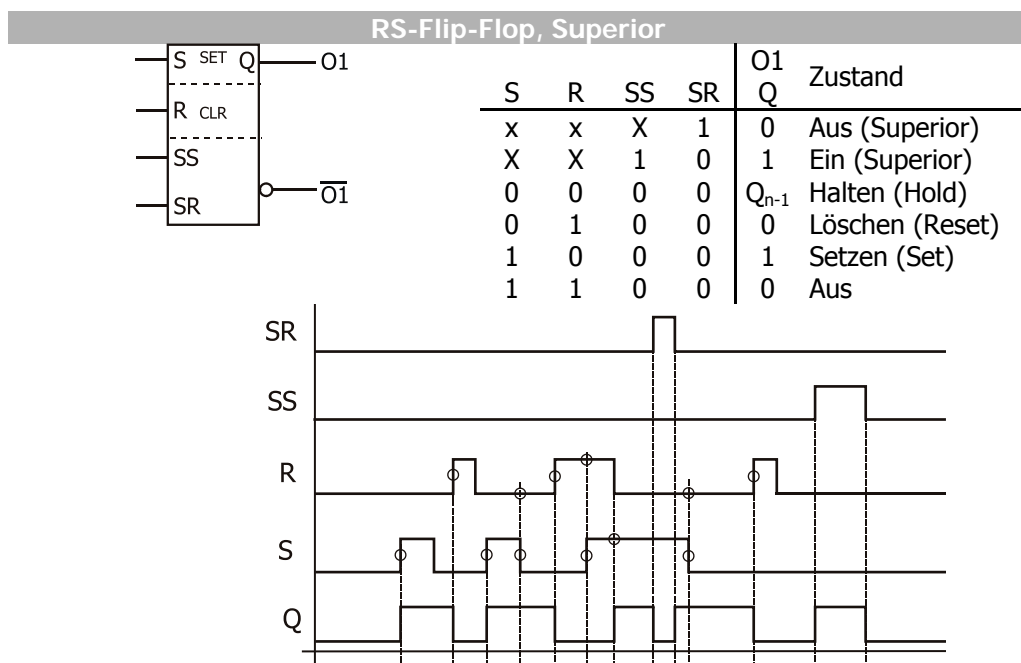 RS-Flip-Flop, Superior
S SET Q O1
R CLR
SS
SR O1
O1
S R SS SR Q Zustand
x x X 1 0 Aus (Superior)
X X 1 0 1 Ein (Superior)
0 0 0 0 Qn-1 Halten (Hold)
0 1 0 0 0 Löschen (Reset)
1 0 0 0 1 Setzen (Set)
1 1 0 0 0 Aus
SR
SS
R
S
Q